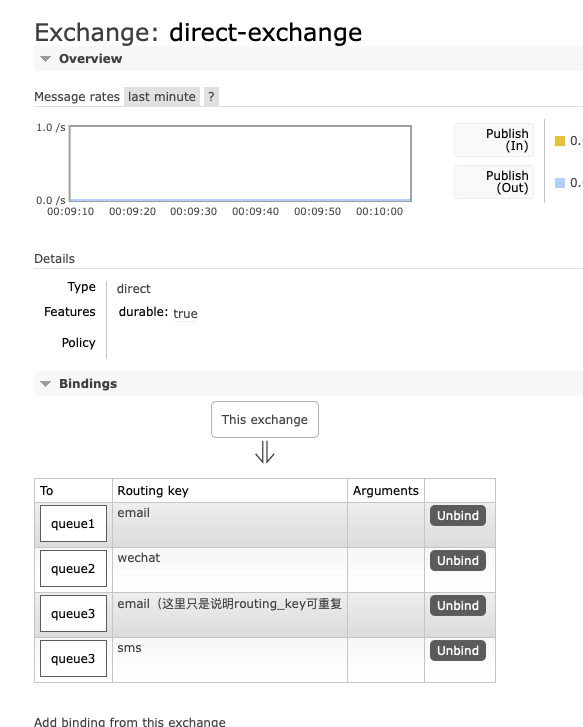 Exchange: direct-exchange
Overview
Message rates last minute ?
1.0 /s
0.0 /s
00:09:10 00:09:20 00:09:30 00:09:40 00:09:50 00:10:00
Publish
(In)
0.
Publish
(Out)
0.
Details
Type direct
Features durable: true
Policy
Bindings
This exchange
To Routing key Arguments
queue1 email Unbind
queue2 wechat Unbind
queue3 email（这里只是说明routing_key可重复 Unbind
queue3 sms Unbind
Add binding from this exchange